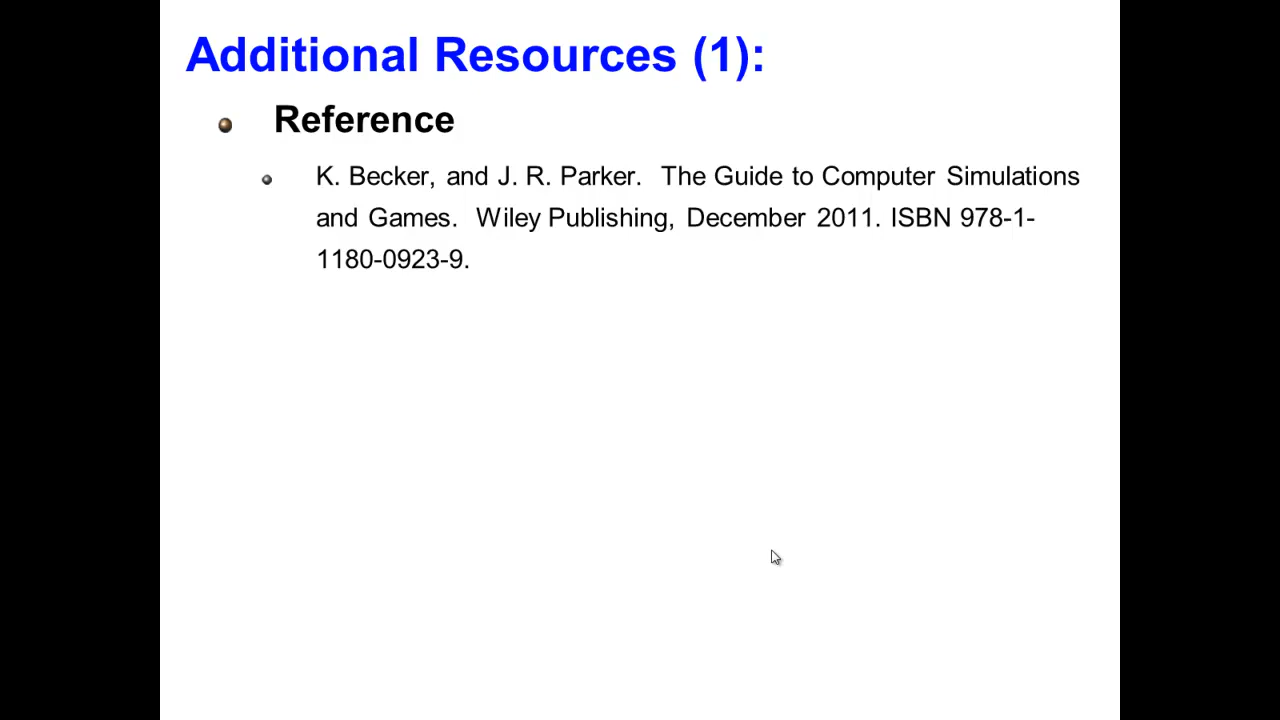 Additional Resources (1):
Reference
K. Becker, and J. R. Parker. The Guide to Computer Simulations
and Games. Wiley Publishing, December 2011. ISBN 978-1-
1180-0923-9.